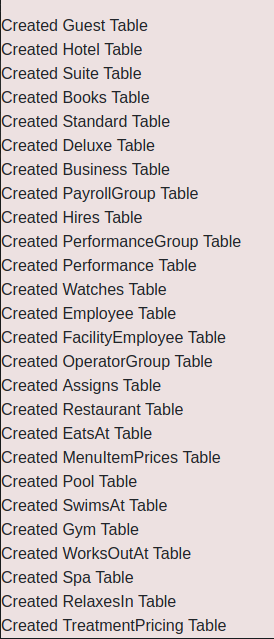 Created Guest Table
Created Hotel Table
Created Suite Table
Created Books Table
Created Standard Table
Created Deluxe Table
Created Business Table
Created PayrollGroup Table
Created Hires Table
Created PerformanceGroup Table
Created Performance Table
Created Watches Table
Created Employee Table
Created FacilityEmployee Table
Created OperatorGroup Table
Created Assigns Table
Created Restaurant Table
Created EatsAt Table
Created MenuItemPrices Table
Created Pool Table
Created SwimsAt Table
Created Gym Table
Created WorksOutAt Table
Created Spa Table
Created RelaxesIn Table
Created TreatmentPricing Table